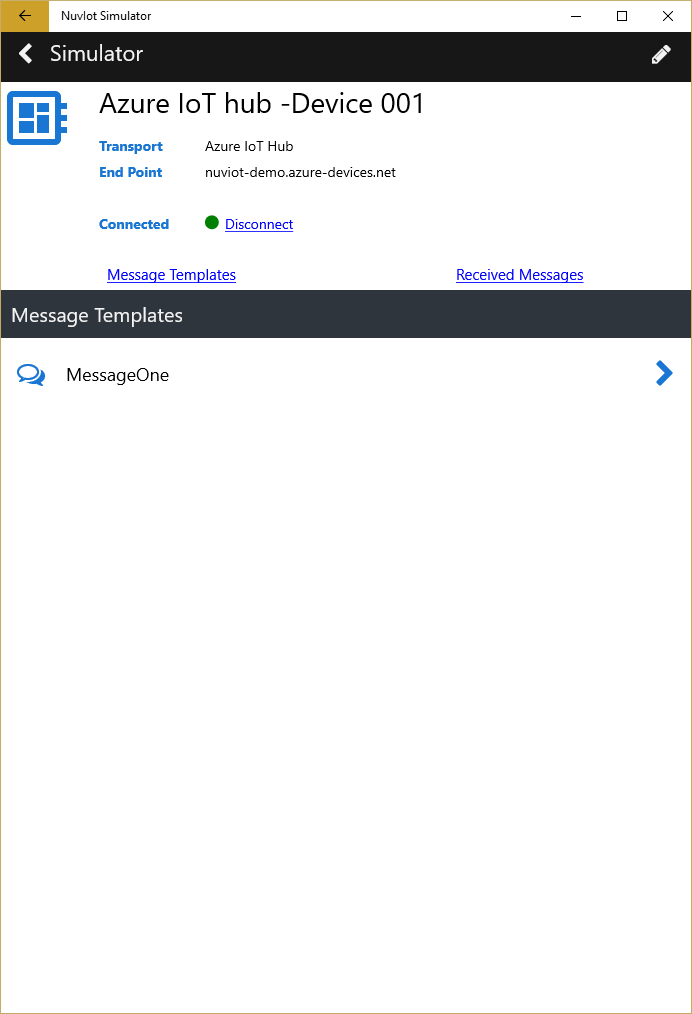 NuvIot Simulator
Simulator
Azure IoT hub -Device 001
Transport Azure IoT Hub
End Point nuviot-demo.azure-devices.net
Connected Disconnect
Message Templates Received Messages
Message Templates
MessageOne